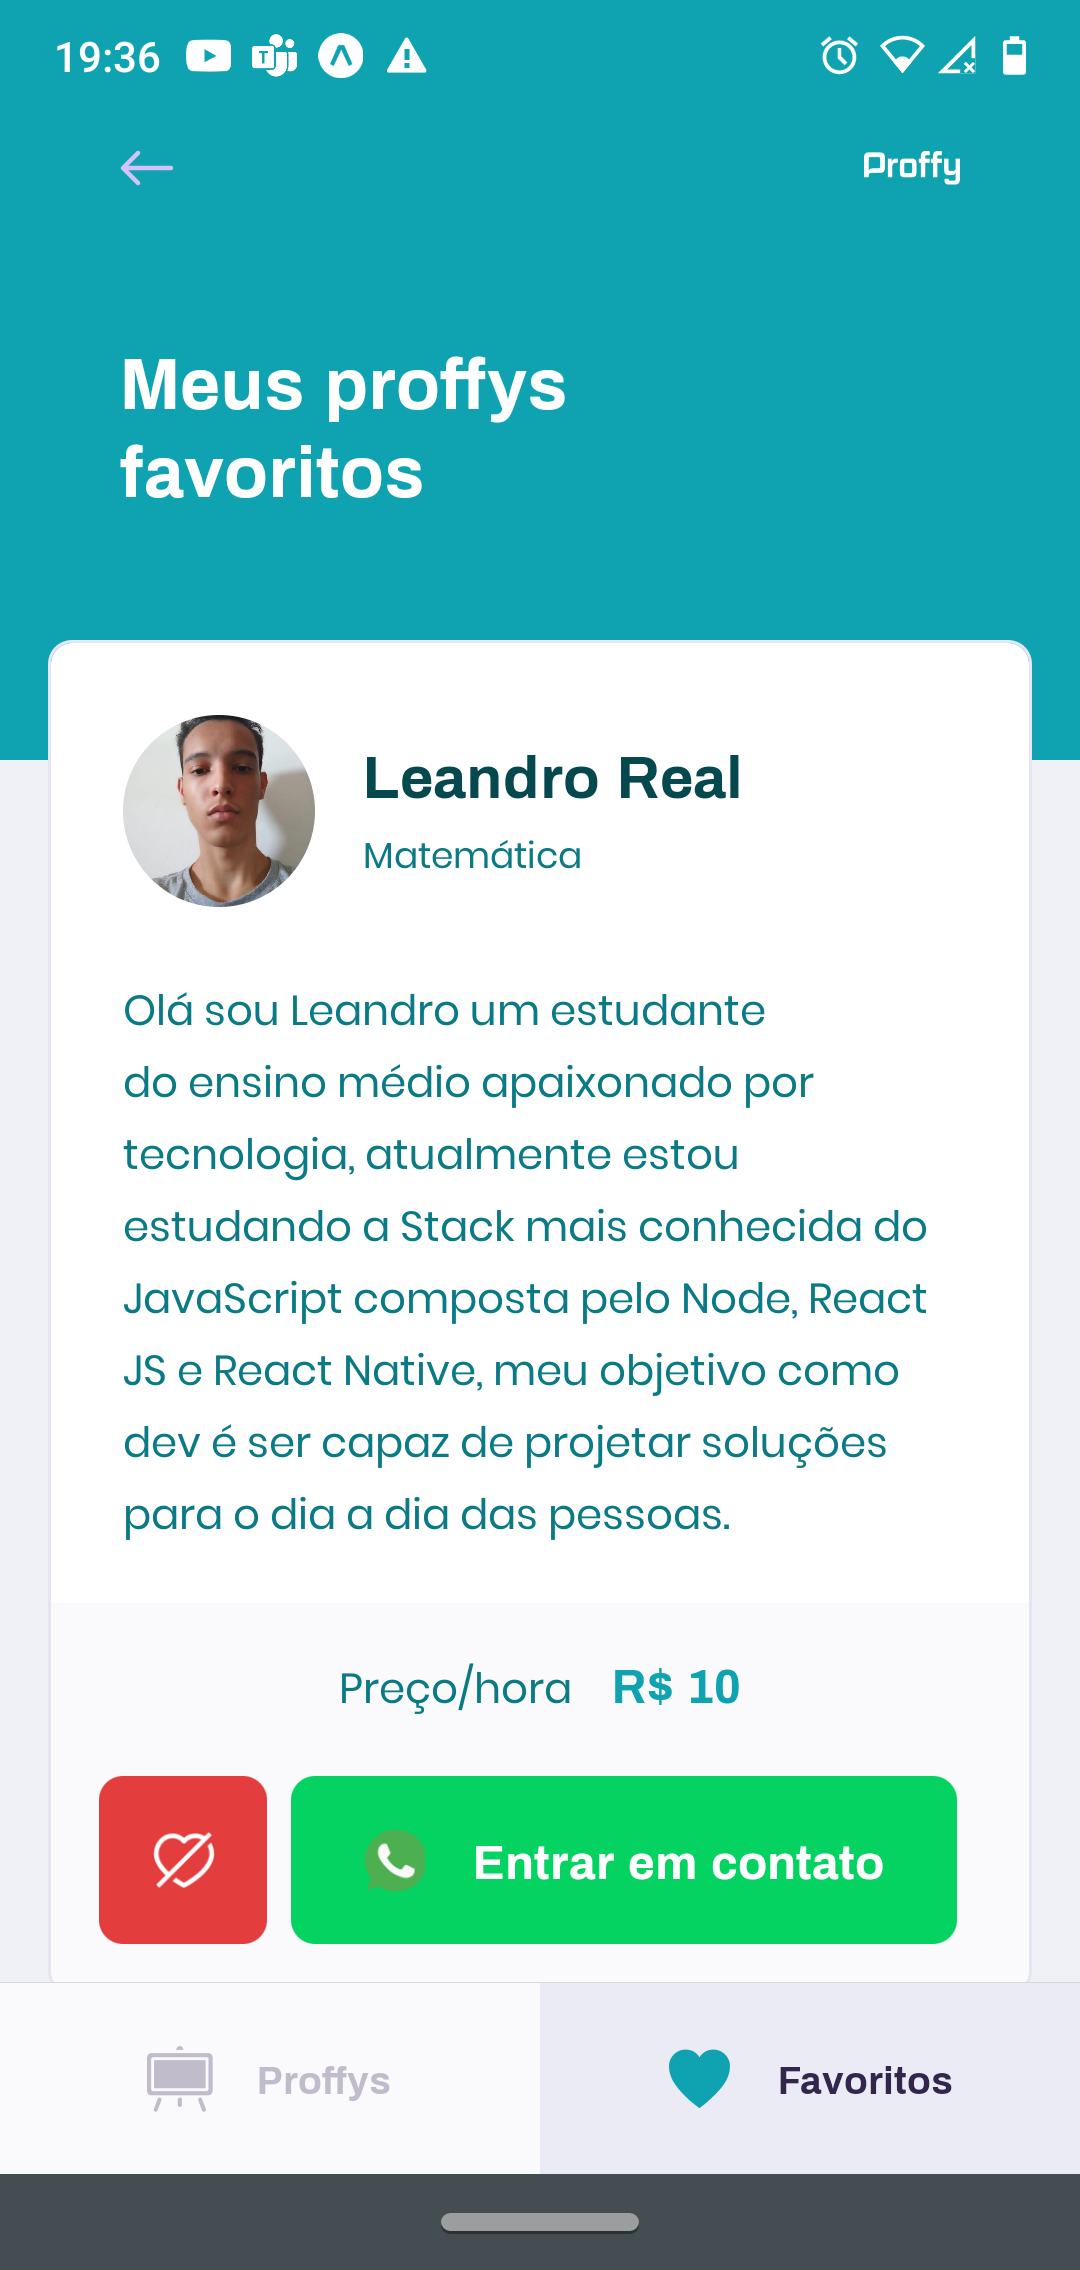 19:36
Proffy
Meus proffys
favoritos
Leandro Real
Matemática
Olá sou Leandro um estudante
do ensino médio apaixonado por
tecnologia, atualmente estou
estudando a Stack mais conhecida do
JavaScript composta pelo Node, React
JS e React Native, meu objetivo como
dev é ser capaz de projetar soluções
para o dia a dia das pessoas.
Preço/hora R$ 10
Entrar em contato
Proffys
Favoritos